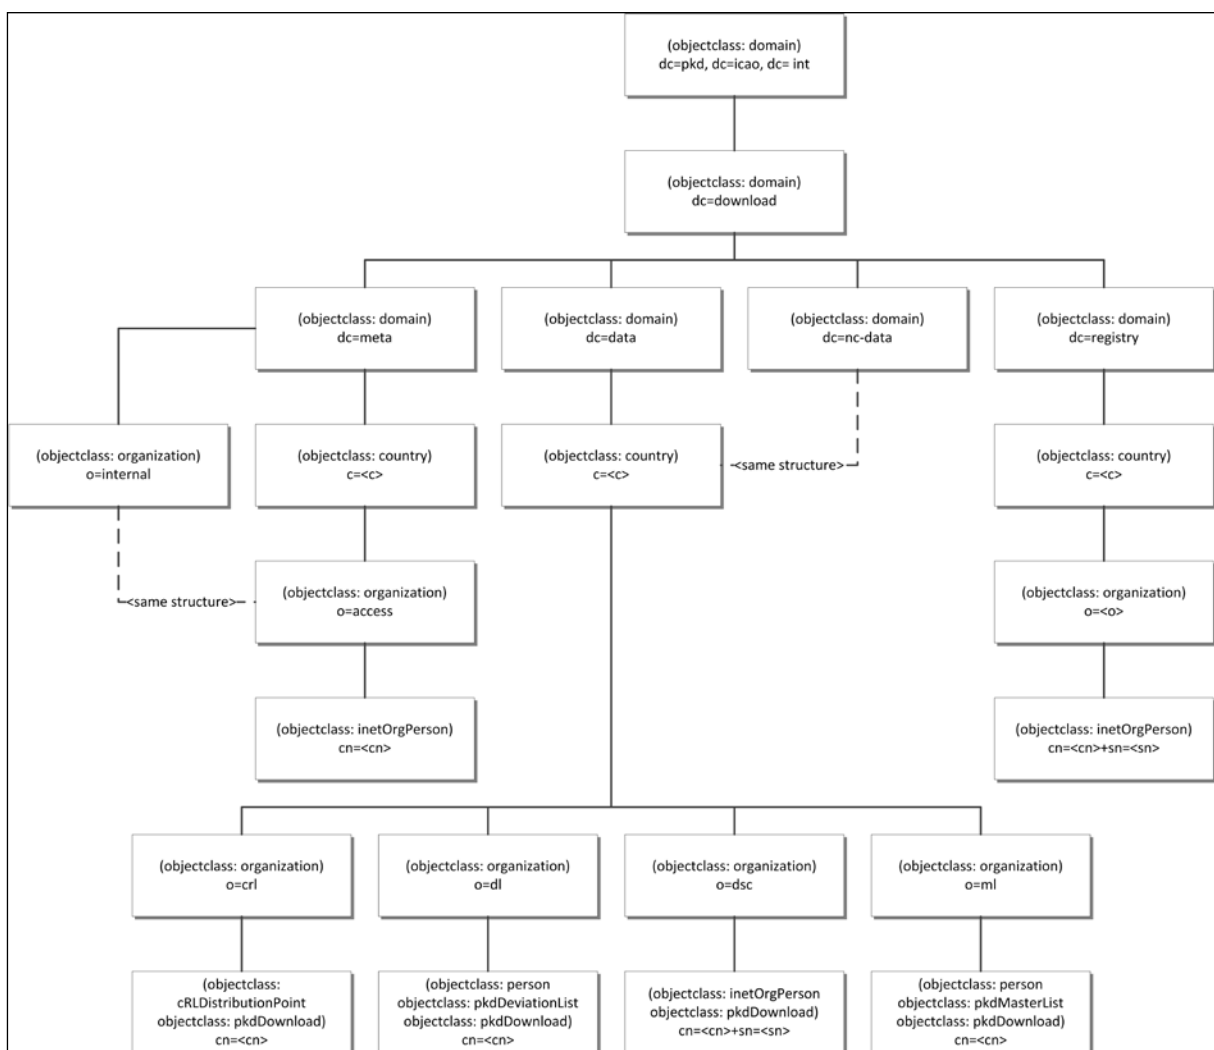 (objectclass: domain)
dc=pkd, dc=icao, dc= int
(objectclass: domain)
dc=download
(objectclass: domain)
dc=meta
(objectclass: domain)
dc=data
(objectclass: domain)
dc=nc-data
(objectclass: domain)
dc=registry
(objectclass: organization)
o=internal
(objectclass: country)
c=<c>
(objectclass: country)
c=<c>
<same structure>
(objectclass: country)
c=<c>
<same structure>
(objectclass: organization)
o=access
(objectclass: organization)
o=<o>
(objectclass: inetOrgPerson)
cn=<cn>
(objectclass: inetOrgPerson)
cn=<cn>+sn=<sn>
(objectclass: organization)
o=crl
(objectclass: organization)
o=dl
(objectclass: organization)
o=dsc
(objectclass: organization)
o=ml
(objectclass:
cRLDistributionPoint
objectclass: pkdDownload)
cn=<cn>
(objectclass: person
objectclass: pkdDeviationList
objectclass: pkdDownload)
cn=<cn>
(objectclass: inetOrgPerson
objectclass: pkdDownload)
cn=<cn>+sn=<sn>
(objectclass: person
objectclass: pkdMasterList
objectclass: pkdDownload)
cn=<cn>